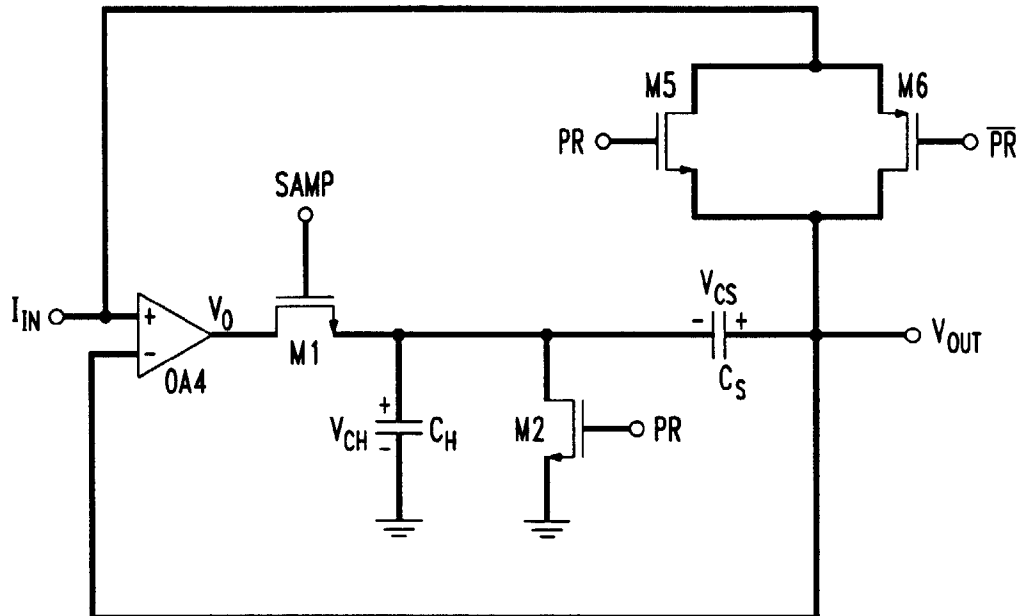 M5
M6
PR
PR
SAMP
I_IN
+
-
V_O
OA4
M1
V_CS
- +
C_S
V_OUT
+
V_CH
-
C_H
M2
PR